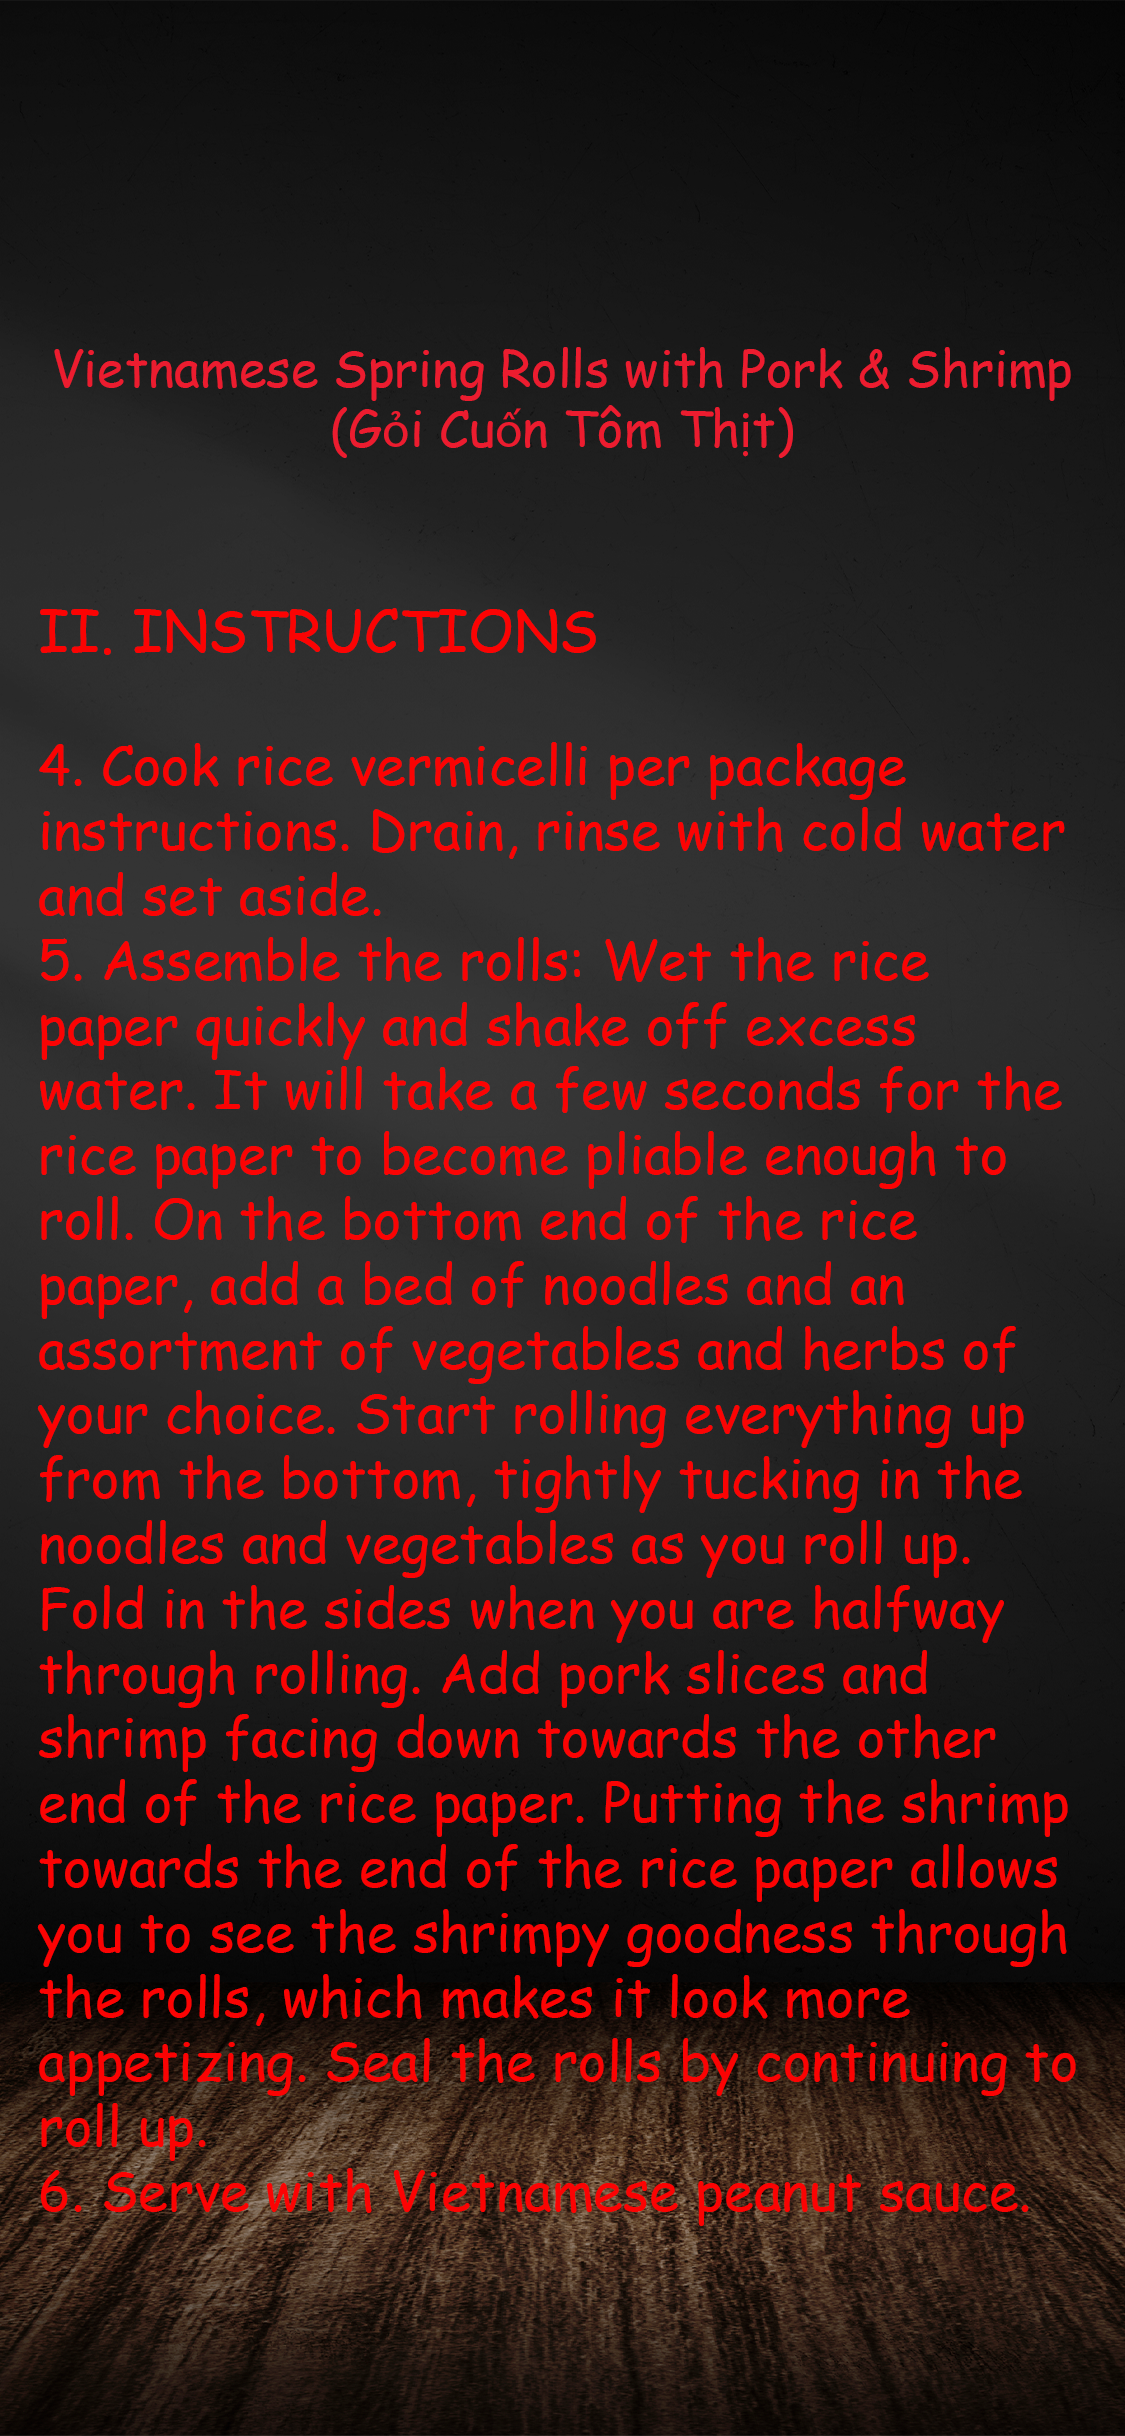 Vietnamese Spring Rolls with Pork & Shrimp
(Gỏi Cuốn Tôm Thịt)
II. INSTRUCTIONS
4. Cook rice vermicelli per package
instructions. Drain, rinse with cold water
and set aside.
5. Assemble the rolls: Wet the rice
paper quickly and shake off excess
water. It will take a few seconds for the
rice paper to become pliable enough to
roll. On the bottom end of the rice
paper, add a bed of noodles and an
assortment of vegetables and herbs of
your choice. Start rolling everything up
from the bottom, tightly tucking in the
noodles and vegetables as you roll up.
Fold in the sides when you are halfway
through rolling. Add pork slices and
shrimp facing down towards the other
end of the rice paper. Putting the shrimp
towards the end of the rice paper allows
you to see the shrimpy goodness through
the rolls, which makes it look more
appetizing. Seal the rolls by continuing to
roll up.
6. Serve with Vietnamese peanut sauce.